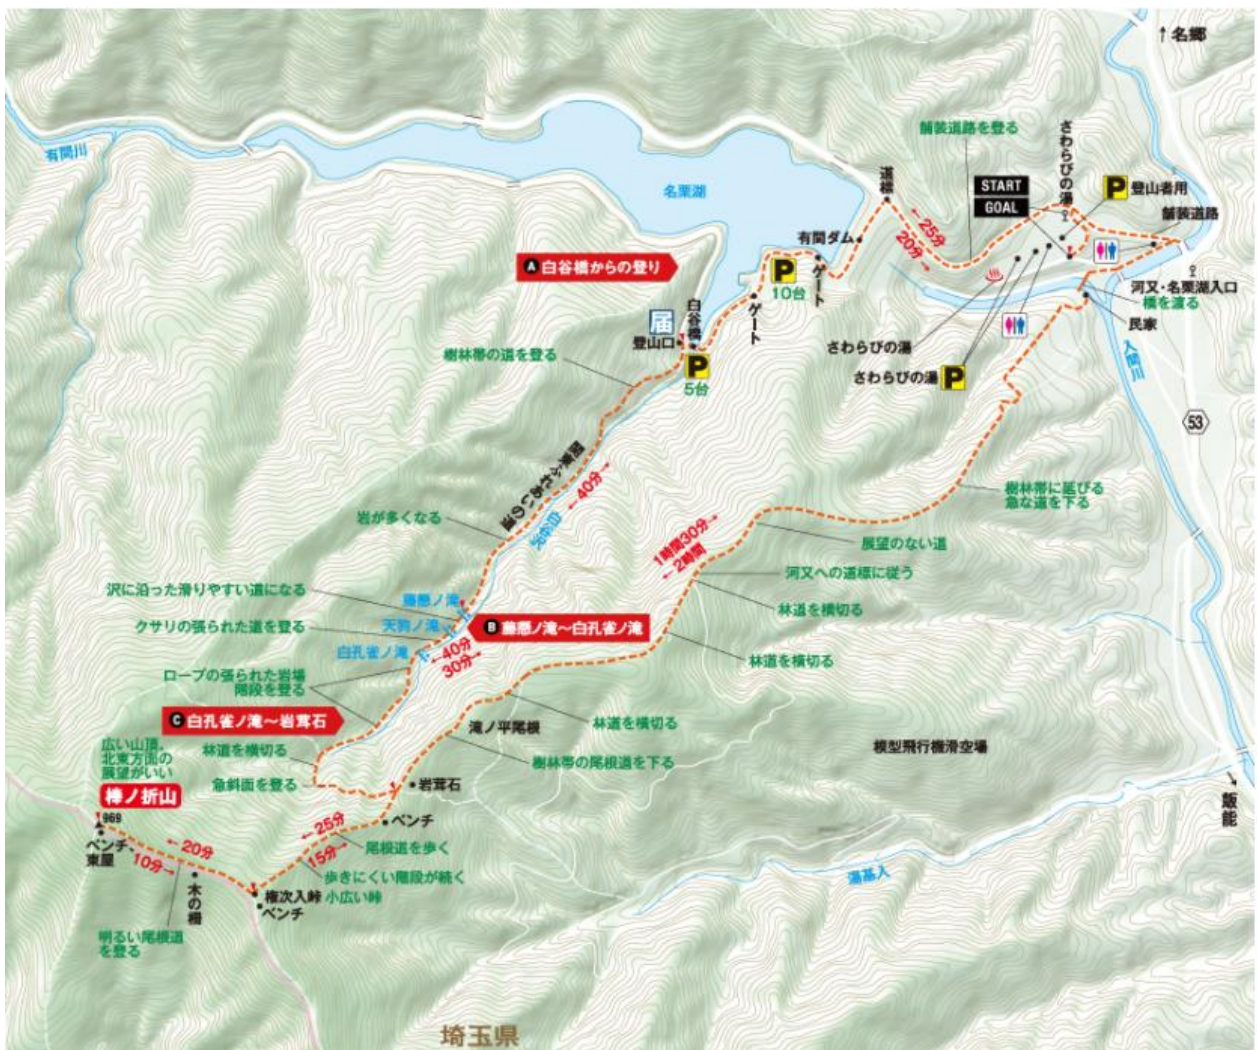 ↑名郷
有間川
舗装道路を登る
さわらびの湯
名栗湖
道標
START
GOAL
P
登山者用
舗装道路
←25分
20分→
有間ダム
A 白谷橋からの登り
P
10台
ゲート
ゲート
河又・名栗湖入口
橋を渡る
民家
届
白谷橋
登山口
さわらびの湯
さわらびの湯
P
入間川
樹林帯の道を登る
P
5台
53
関東ふれあいの道
←40分→
白谷沢
樹林帯に延びる
急な道を下る
岩が多くなる
展望のない道
1時間30分→
←2時間
河又への道標に従う
沢に沿った滑りやすい道になる
藤懸ノ滝
林道を横切る
クサリの張られた道を登る
天狗ノ滝
B 藤懸ノ滝～白孔雀ノ滝
白孔雀ノ滝
←40分
30分→
林道を横切る
ロープの張られた岩場
階段を登る
C 白孔雀ノ滝～岩茸石
滝ノ平尾根
林道を横切る
模型飛行機滑空場
広い山頂。
北東方面の
展望がいい
林道を横切る
樹林帯の尾根道を下る
急斜面を登る
岩茸石
棒ノ折山
969
ベンチ
←25分
15分→
尾根道を歩く
ベンチ
東屋
←20分
10分→
歩きにくい階段が続く
木の柵
権次入峠
小広い峠
ベンチ
湯基入
飯能
明るい尾根道
を登る
埼玉県